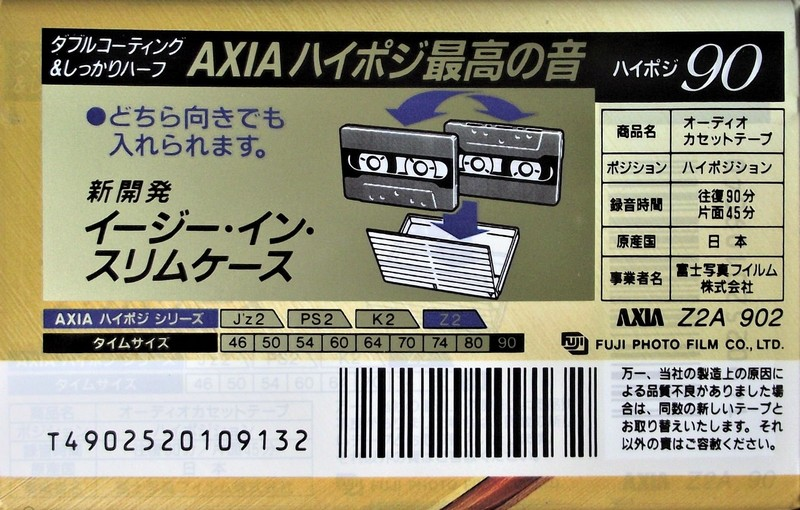 ダブルコーティング
&しっかりハーフ
AXIAハイポジ最高の音
ハイポジ 90
●どちら向きでも
入れられます。
新開発
イージー・イン・
スリムケース
商品名 オーディオ
カセットテープ
ポジション ハイポジション
録音時間 往復90分
片面45分
原産国 日本
事業者名 富士写真フイルム
株式会社
AXIA ハイポジ シリーズ J'z2 PS2 K2 Z2
タイムサイズ 46 50 54 60 64 70 74 80 90
AXIA Z2A 902
FUJI FUJI PHOTO FILM CO., LTD.
T4902520109132
万一、当社の製造上の原因に
よる品質不良がありました場
合は、同数の新しいテープと
お取り替えいたします。それ
以外の責はご容赦ください。